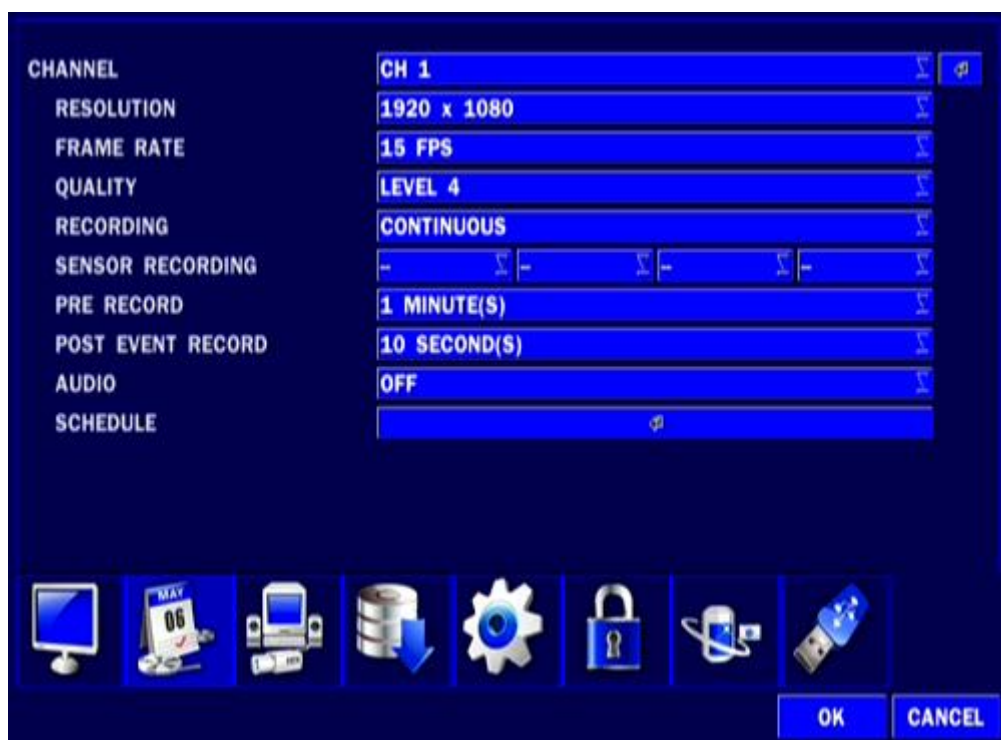 CHANNEL CH 1
RESOLUTION 1920 x 1080
FRAME RATE 15 FPS
QUALITY LEVEL 4
RECORDING CONTINUOUS
SENSOR RECORDING - - - -
PRE RECORD 1 MINUTE(S)
POST EVENT RECORD 10 SECOND(S)
AUDIO OFF
SCHEDULE
MAY
06
OK CANCEL